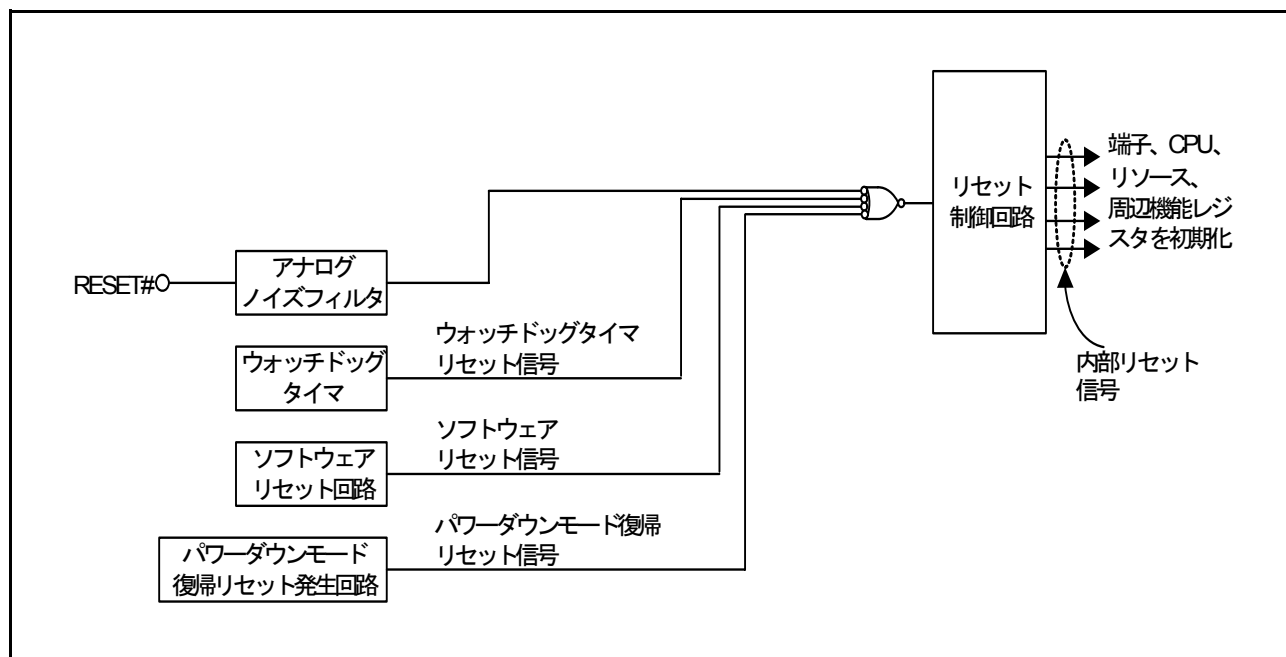 RESET#
アナログ
ノイズフィルタ
ウォッチドッグ
タイマ
ウォッチドッグタイマ
リセット信号
ソフトウェア
リセット回路
ソフトウェア
リセット信号
パワーダウンモード
復帰リセット発生回路
パワーダウンモード復帰
リセット信号
リセット
制御回路
端子、CPU、
リソース、
周辺機能レジ
スタを初期化
内部リセット
信号